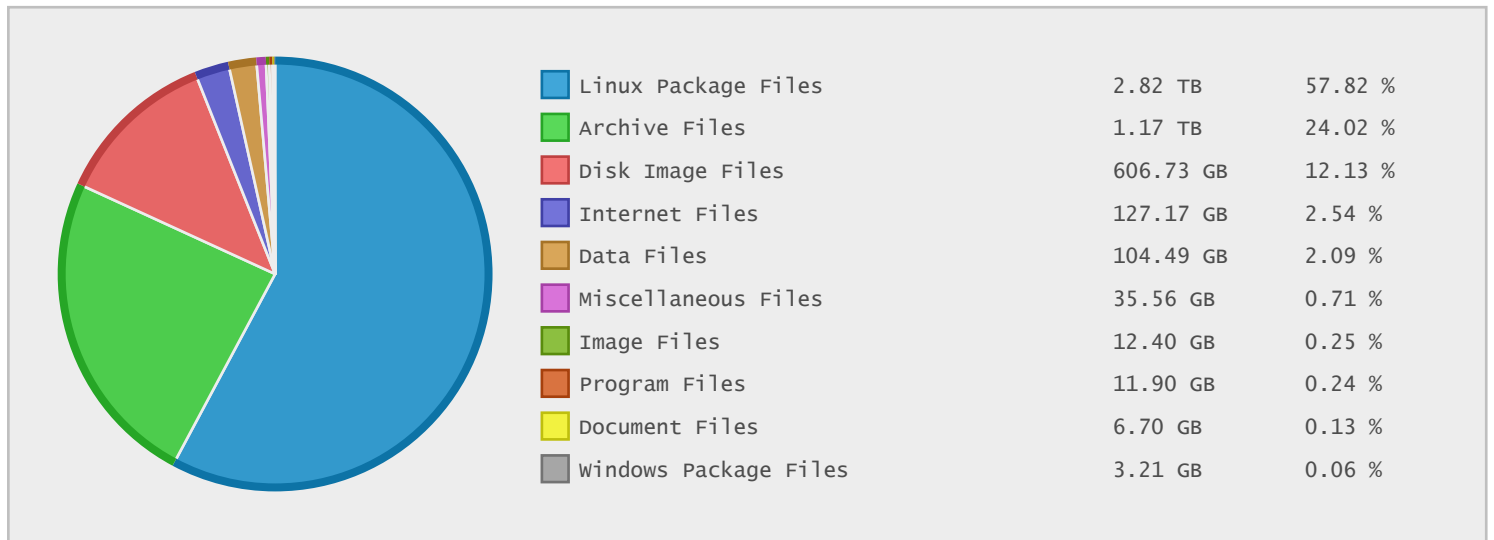 Linux Package Files 2.82 TB 57.82 %
Archive Files 1.17 TB 24.02 %
Disk Image Files 606.73 GB 12.13 %
Internet Files 127.17 GB 2.54 %
Data Files 104.49 GB 2.09 %
Miscellaneous Files 35.56 GB 0.71 %
Image Files 12.40 GB 0.25 %
Program Files 11.90 GB 0.24 %
Document Files 6.70 GB 0.13 %
Windows Package Files 3.21 GB 0.06 %